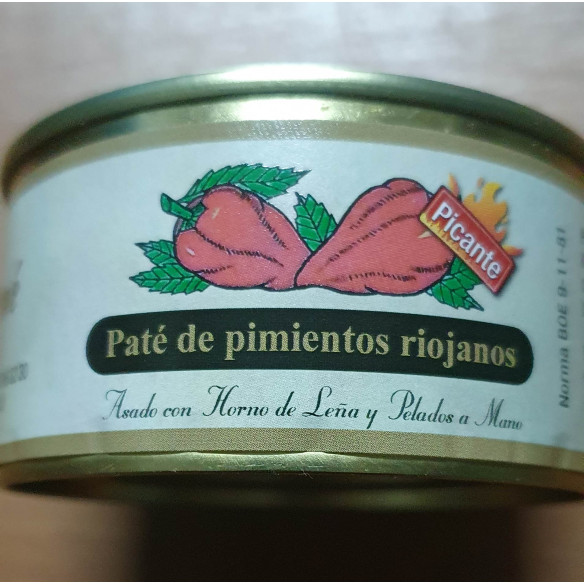 Picante
Paté de pimientos riojanos
Asado con Horno de Leña y Pelados a Mano
Norma BOE 9-11-81